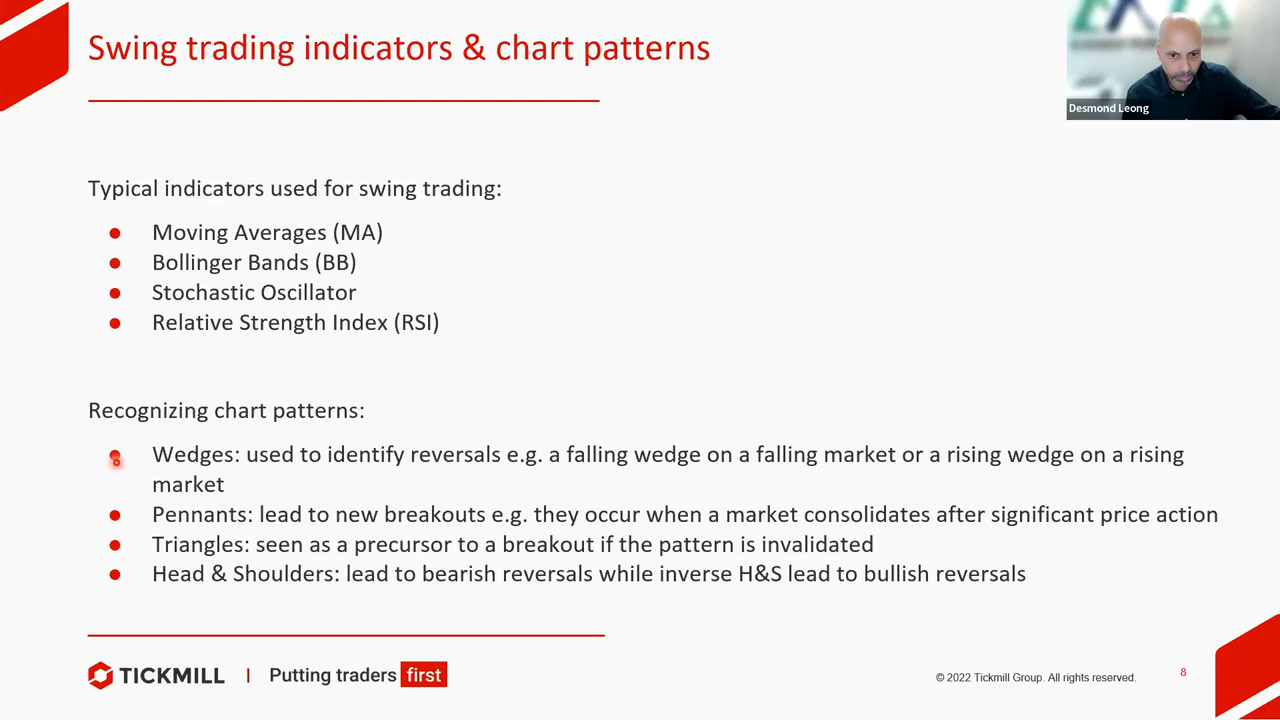 Swing trading indicators & chart patterns
Desmond Leong
Typical indicators used for swing trading:
Moving Averages (MA)
Bollinger Bands (BB)
Stochastic Oscillator
Relative Strength Index (RSI)
Recognizing chart patterns:
Wedges: used to identify reversals e.g. a falling wedge on a falling market or a rising wedge on a rising
market
Pennants: lead to new breakouts e.g. they occur when a market consolidates after significant price action
Triangles: seen as a precursor to a breakout if the pattern is invalidated
Head & Shoulders: lead to bearish reversals while inverse H&S lead to bullish reversals
TICKMILL | Putting traders first
© 2022 Tickmill Group. All rights reserved.
8